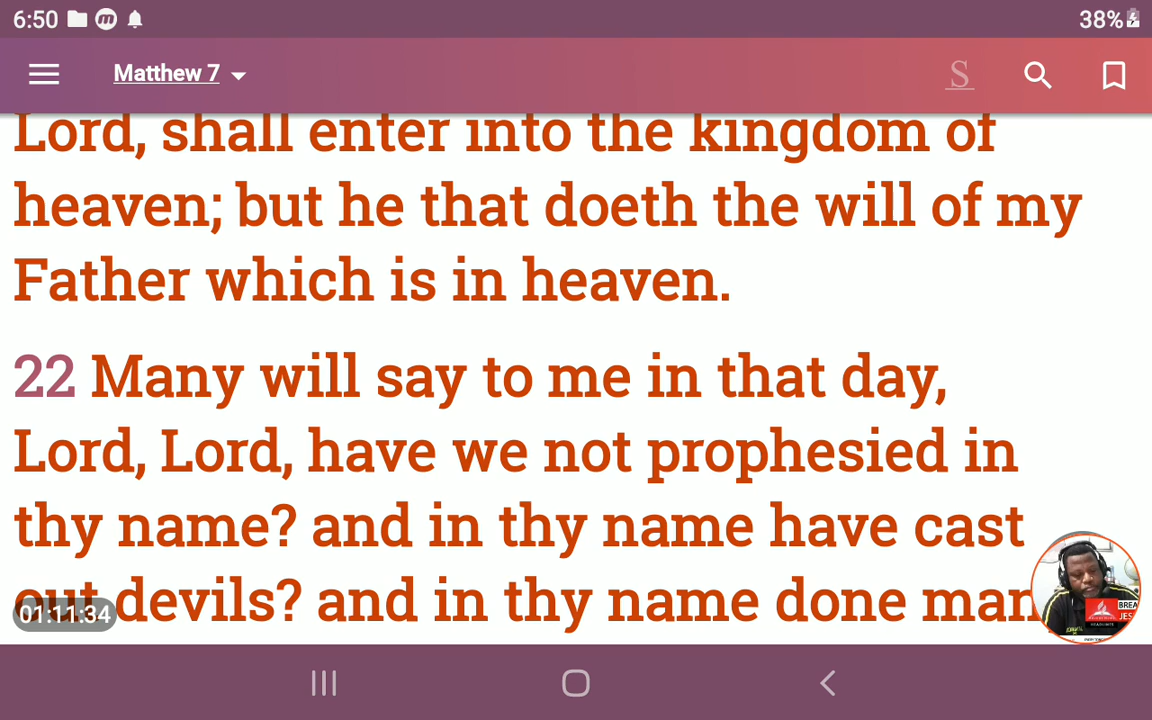 6:50
38%
Matthew 7
S
Lord, shall enter into the kingdom of
heaven; but he that doeth the will of my
Father which is in heaven.
22 Many will say to me in that day,
Lord, Lord, have we not prophesied in
thy name? and in thy name have cast
out devils? and in thy name done many
01:11:34
BREA
JES